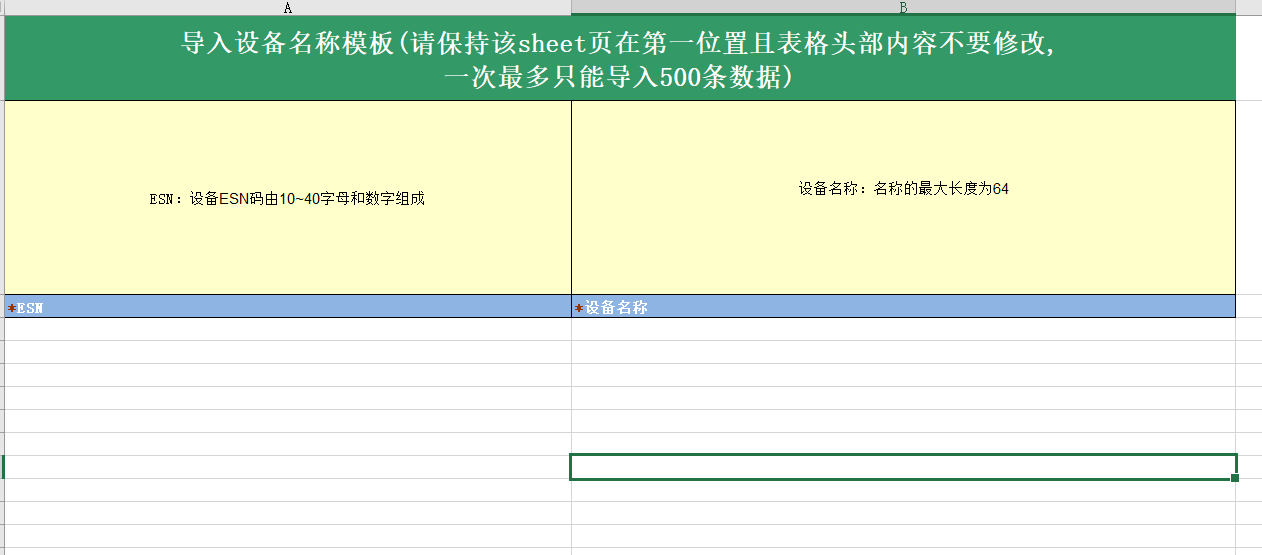 A
B
导入设备名称模板(请保持该sheet页在第一位置且表格头部内容不要修改,
一次最多只能导入500条数据)
ESN：设备ESN码由10~40字母和数字组成
设备名称：名称的最大长度为64
*ESN
*设备名称